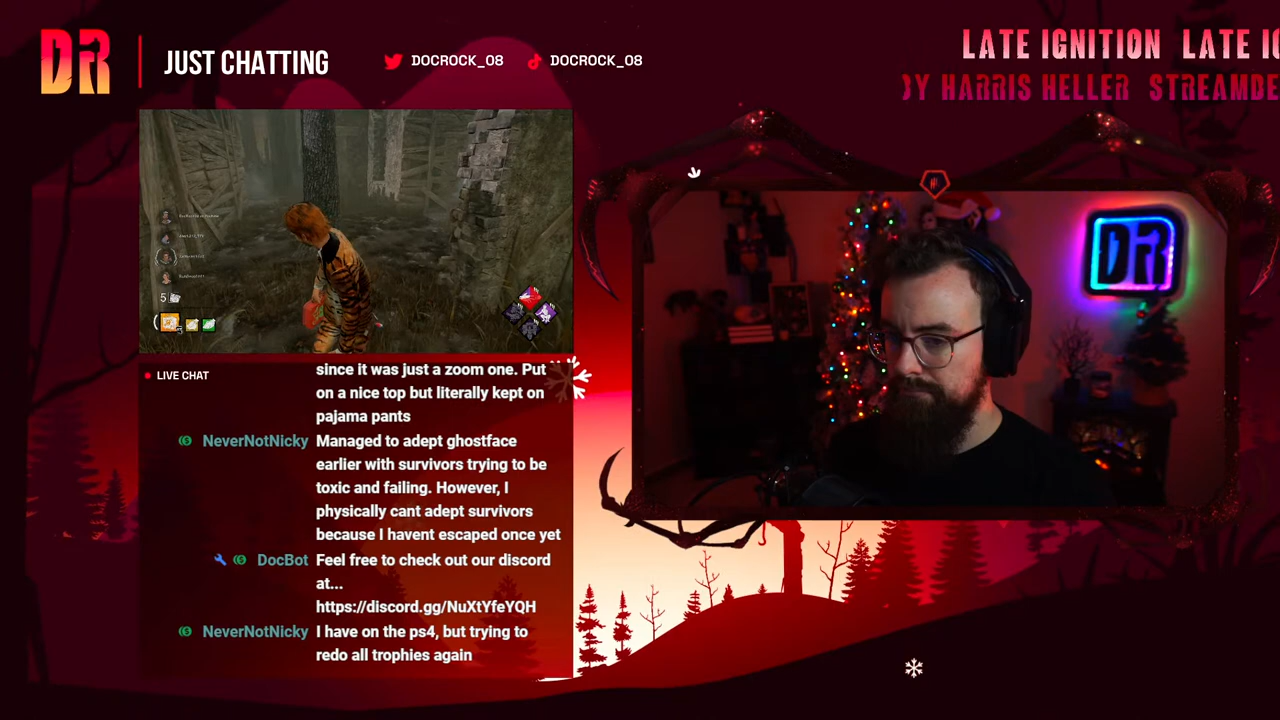 DR
JUST CHATTING
DOCROCK_08
DOCROCK_08
LATE IGNITION LATE IG
BY HARRIS HELLER STREAMDE
5
DR
LIVE CHAT
since it was just a zoom one. Put
on a nice top but literally kept on
pajama pants
NeverNotNicky Managed to adept ghostface
earlier with survivors trying to be
toxic and failing. However, I
physically cant adept survivors
because I havent escaped once yet
DocBot Feel free to check out our discord
at...
https://discord.gg/NuXtYfeYQH
NeverNotNicky I have on the ps4, but trying to
redo all trophies again